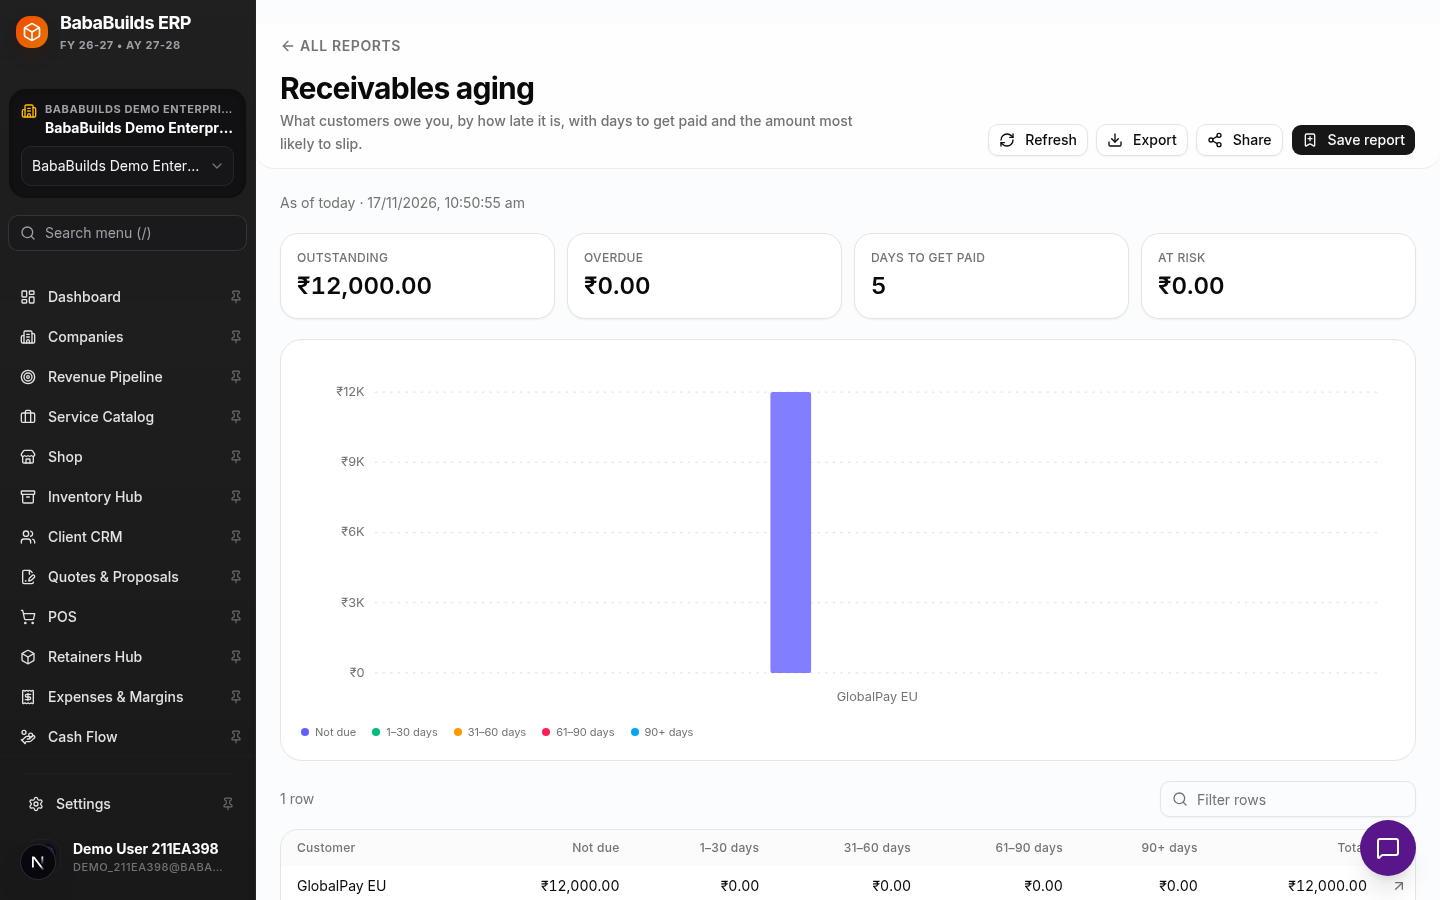 BabaBuilds ERP
FY 26-27 • AY 27-28
BABABUILDS DEMO ENTERPRI...
BabaBuilds Demo Enterpr...
BabaBuilds Demo Enter...
Search menu (/)
Dashboard
Companies
Revenue Pipeline
Service Catalog
Shop
Inventory Hub
Client CRM
Quotes & Proposals
POS
Retainers Hub
Expenses & Margins
Cash Flow
Settings
N
Demo User 211EA398
DEMO_211EA398@BABA...
ALL REPORTS
Receivables aging
What customers owe you, by how late it is, with days to get paid and the amount most
likely to slip.
Refresh
Export
Share
Save report
As of today · 17/11/2026, 10:50:55 am
OUTSTANDING
₹12,000.00
OVERDUE
₹0.00
DAYS TO GET PAID
5
AT RISK
₹0.00
₹12K
₹9K
₹6K
₹3K
₹0
GlobalPay EU
Not due 1–30 days 31–60 days 61–90 days 90+ days
1 row
Filter rows
Customer Not due 1–30 days 31–60 days 61–90 days 90+ days
GlobalPay EU ₹12,000.00 ₹0.00 ₹0.00 ₹0.00 ₹0.00 ₹12,000.00